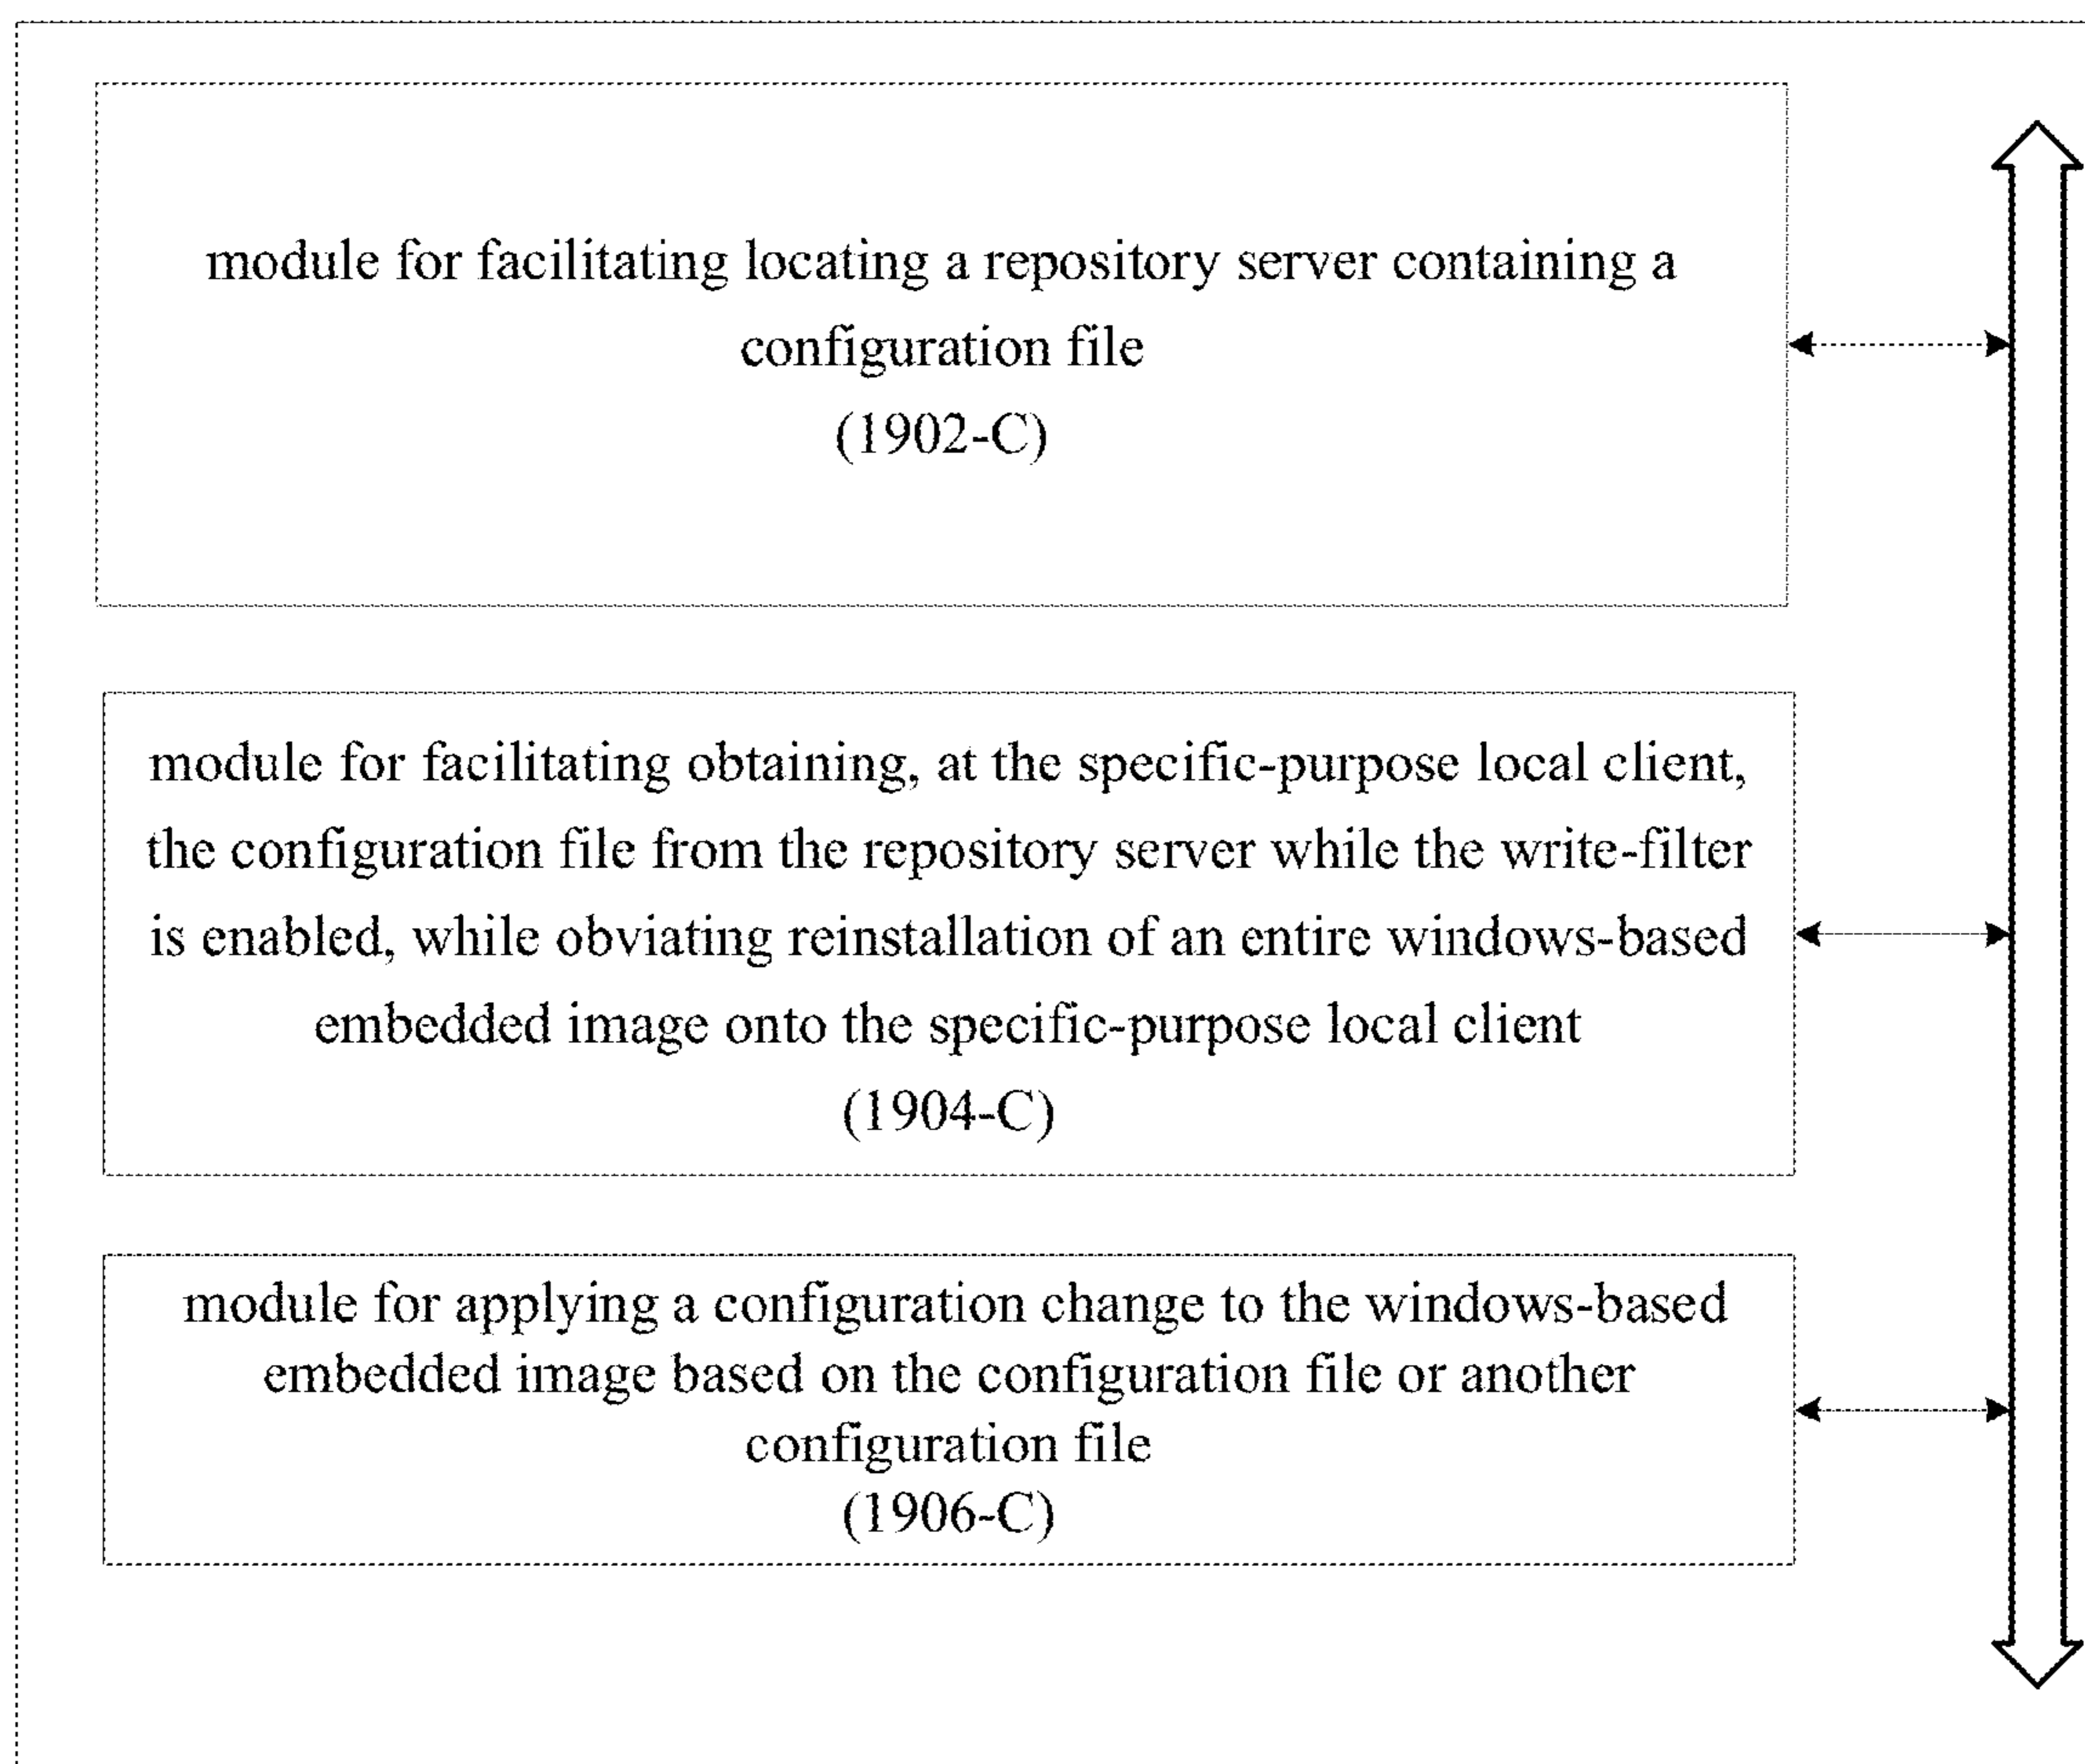 module for facilitating locating a repository server containing a
configuration file
(1902-C)
module for facilitating obtaining, at the specific-purpose local client,
the configuration file from the repository server while the write-filter
is enabled, while obviating reinstallation of an entire windows-based
embedded image onto the specific-purpose local client
(1904-C)
module for applying a configuration change to the windows-based
embedded image based on the configuration file or another
configuration file
(1906-C)